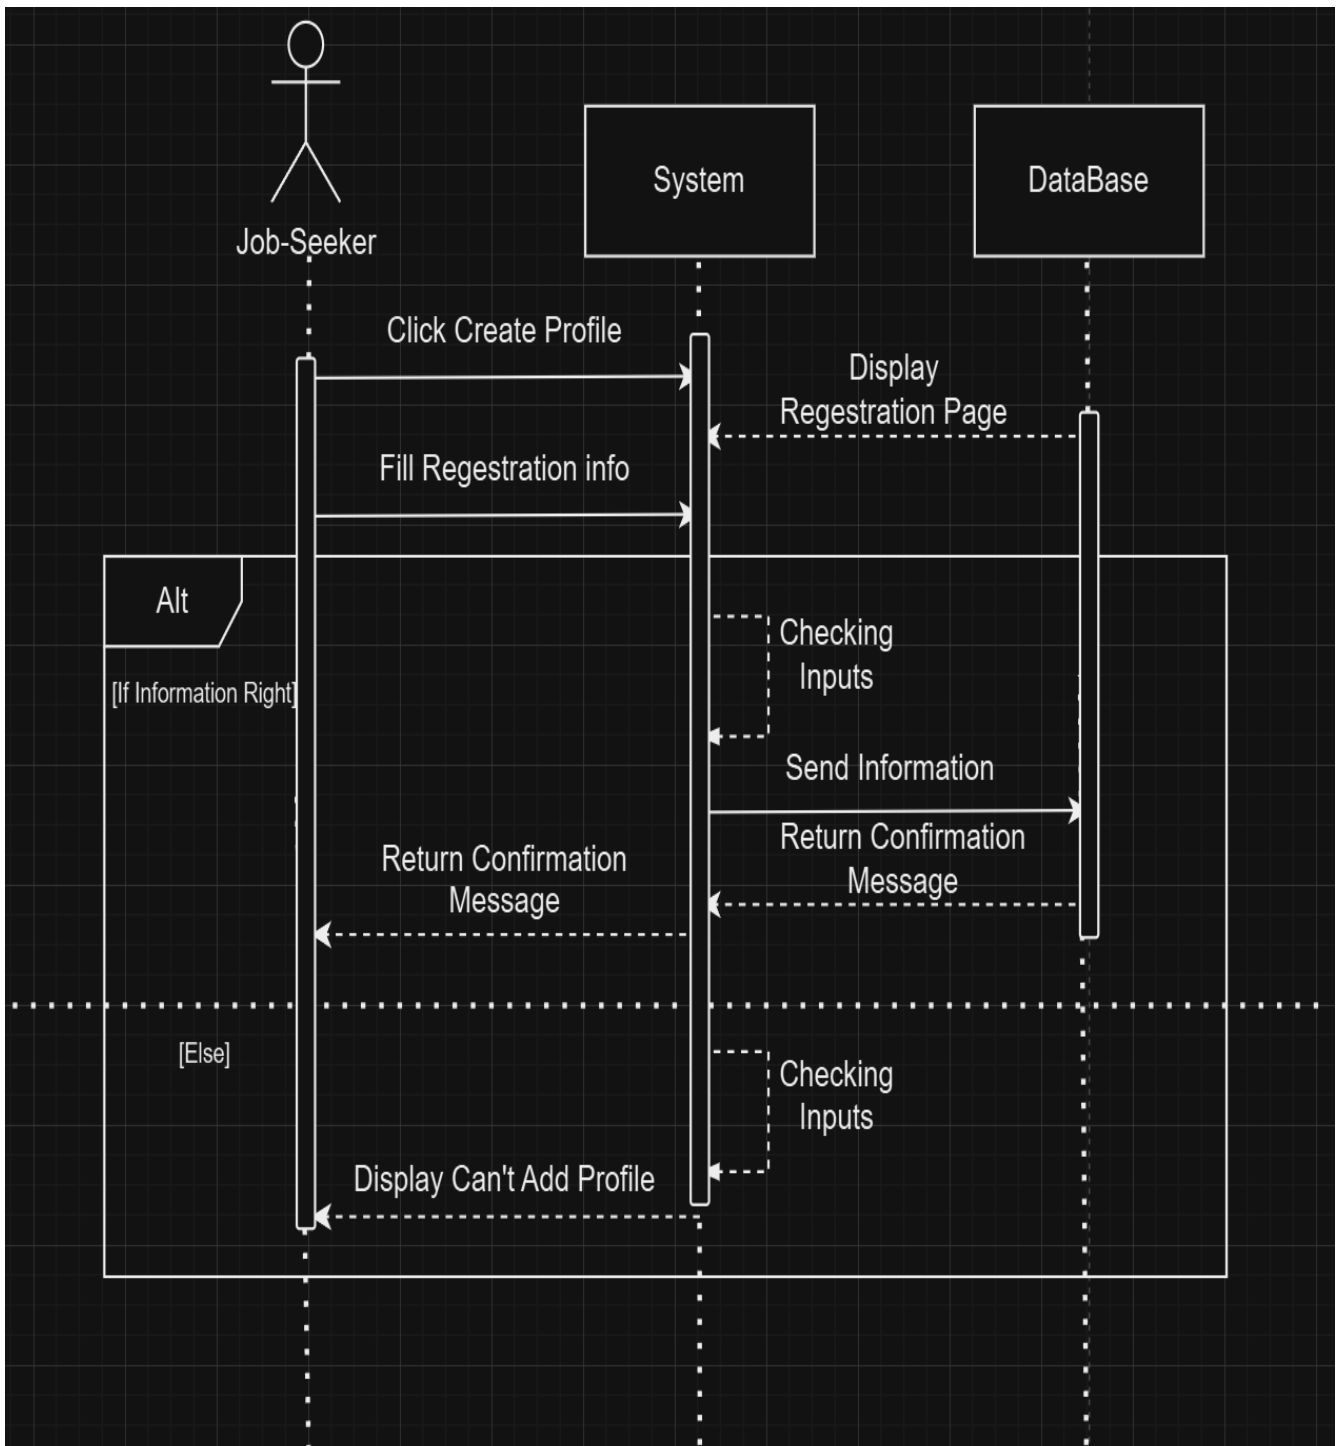 Job-Seeker
System
DataBase
Click Create Profile
Display
Regestration Page
Fill Regestration info
Alt
[If Information Right]
Checking
Inputs
Send Information
Return Confirmation
Message
Return Confirmation
Message
[Else]
Checking
Inputs
Display Can't Add Profile